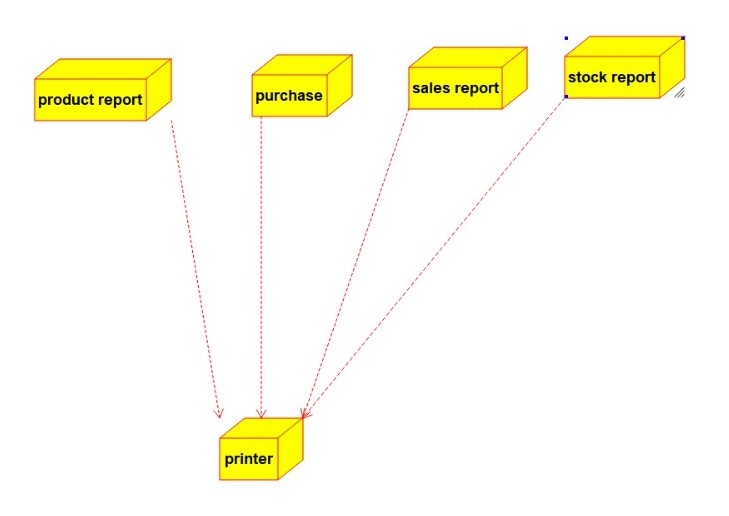 product report
purchase
sales report
stock report
printer